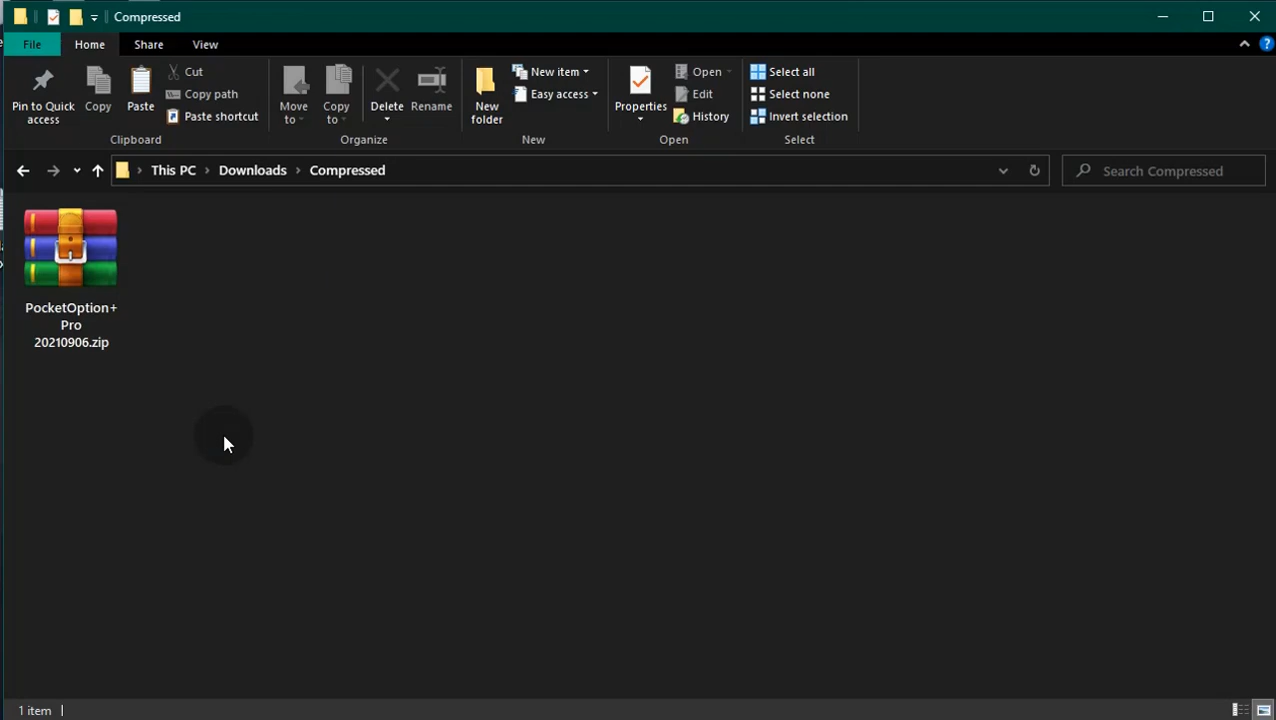 Compressed
File Home Share View
Pin to Quick access
Copy
Paste
Cut
Copy path
Paste shortcut
Clipboard
Move to
Copy to
Delete
Rename
Organize
New folder
New item
Easy access
New
Properties
Open
Edit
History
Open
Select all
Select none
Invert selection
Select
This PC > Downloads > Compressed
Search Compressed
PocketOption+
Pro
20210906.zip
1 item